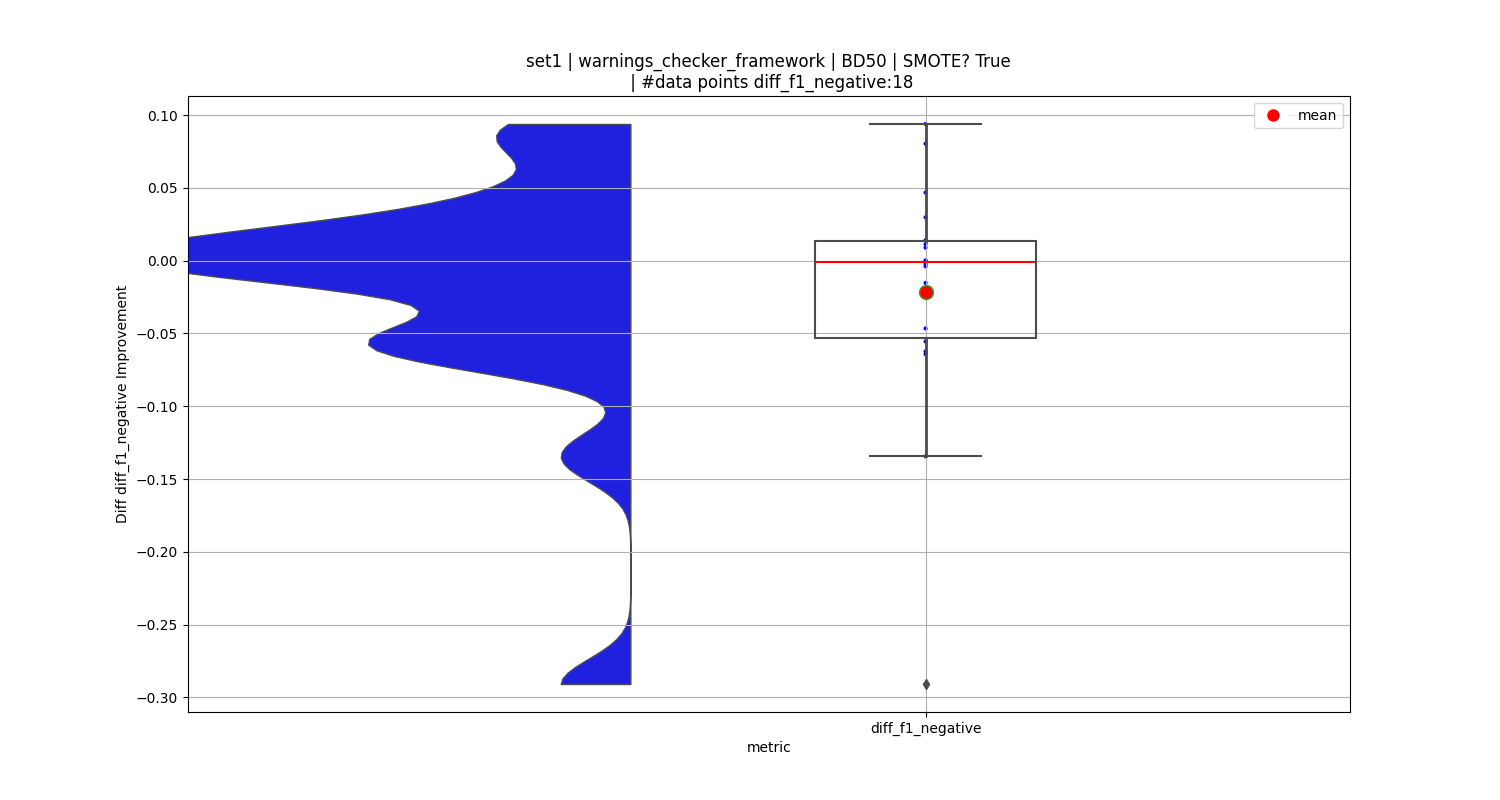 set1 | warnings_checker_framework | BD50 | SMOTE? True
| #data points diff_f1_negative:18
mean
0.10
0.05
0.00
−0.05
−0.10
−0.15
−0.20
−0.25
−0.30
Diff diff_f1_negative Improvement
diff_f1_negative
metric